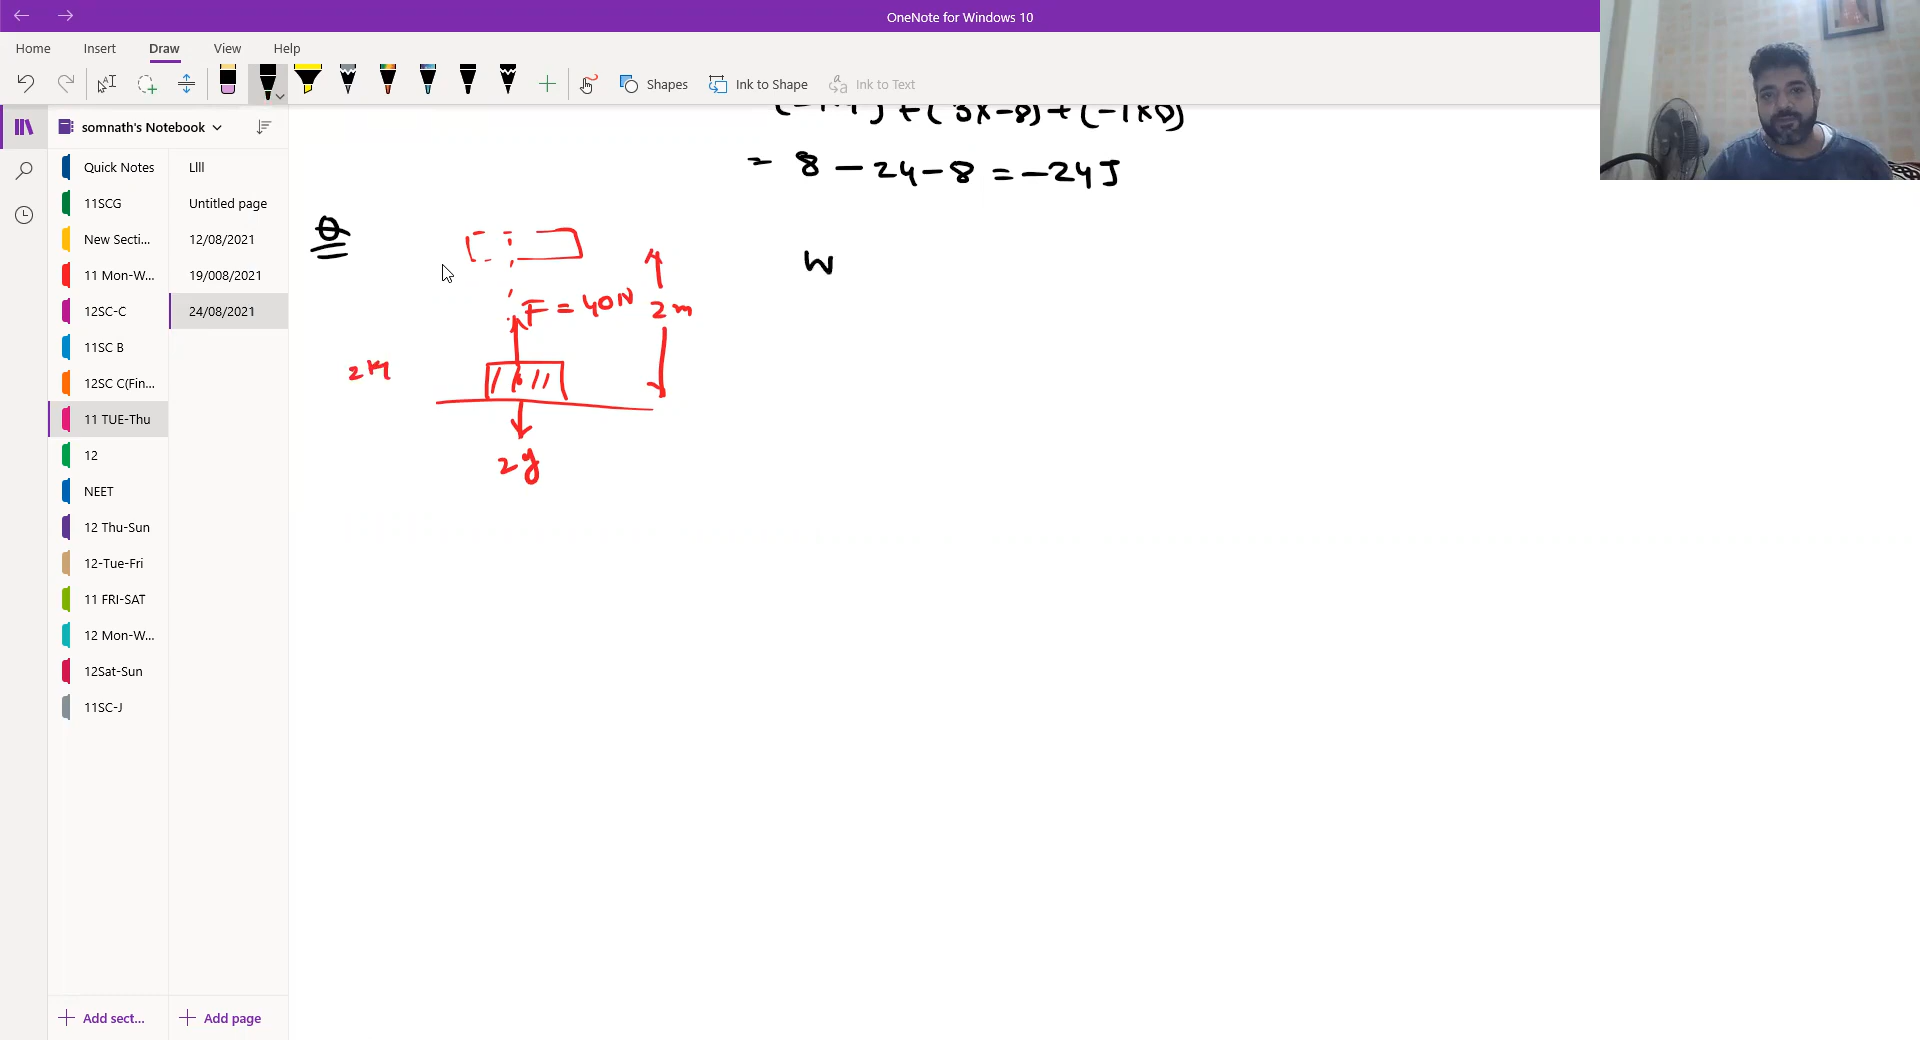 OneNote for Windows 10
Home Insert Draw View Help
Shapes Ink to Shape Ink to Text
somnath's Notebook
Quick Notes
11SCG
New Secti...
11 Mon-W...
12SC-C
11SC B
12SC C(Fin...
11 TUE-Thu
12
NEET
12 Thu-Sun
12-Tue-Fri
11 FRI-SAT
12 Mon-W...
12Sat-Sun
11SC-J
Add sect...
Llll
Untitled page
12/08/2021
19/008/2021
24/08/2021
Add page
= 8 - 24 - 8 = -24 J
Q
W
F = 40N
2m
2g